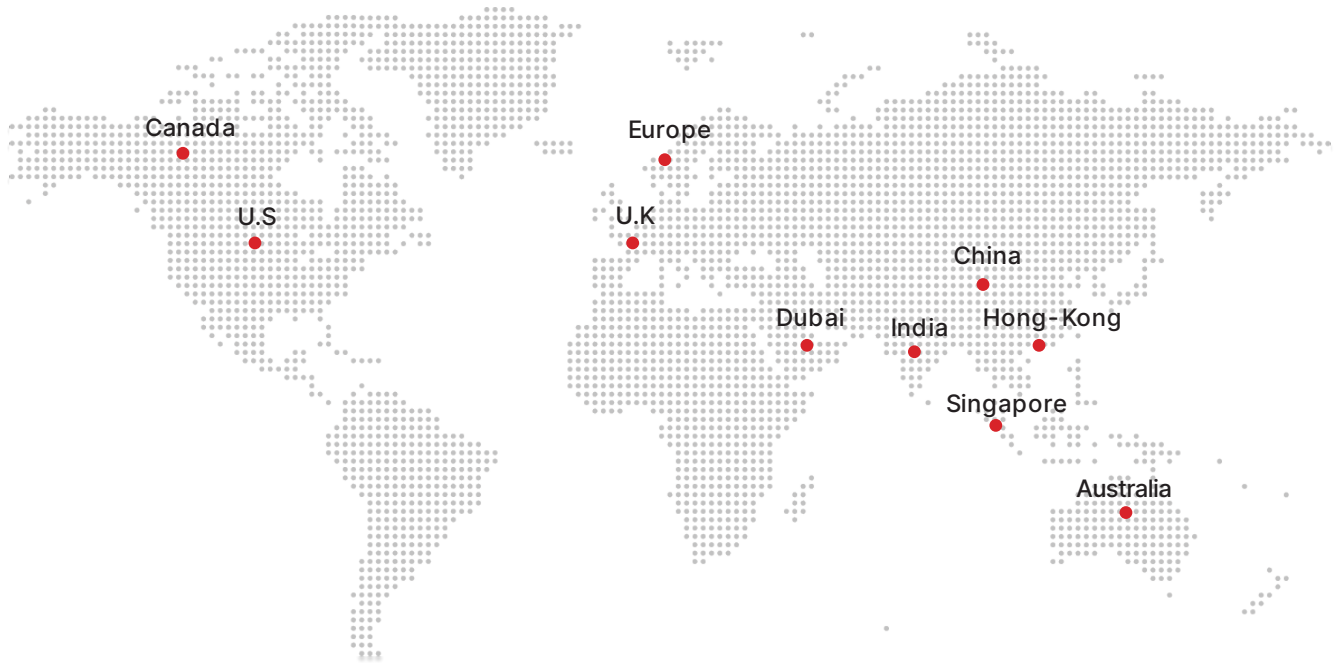 Canada
Europe
U.S
U.K
China
Dubai
India
Hong-Kong
Singapore
Australia